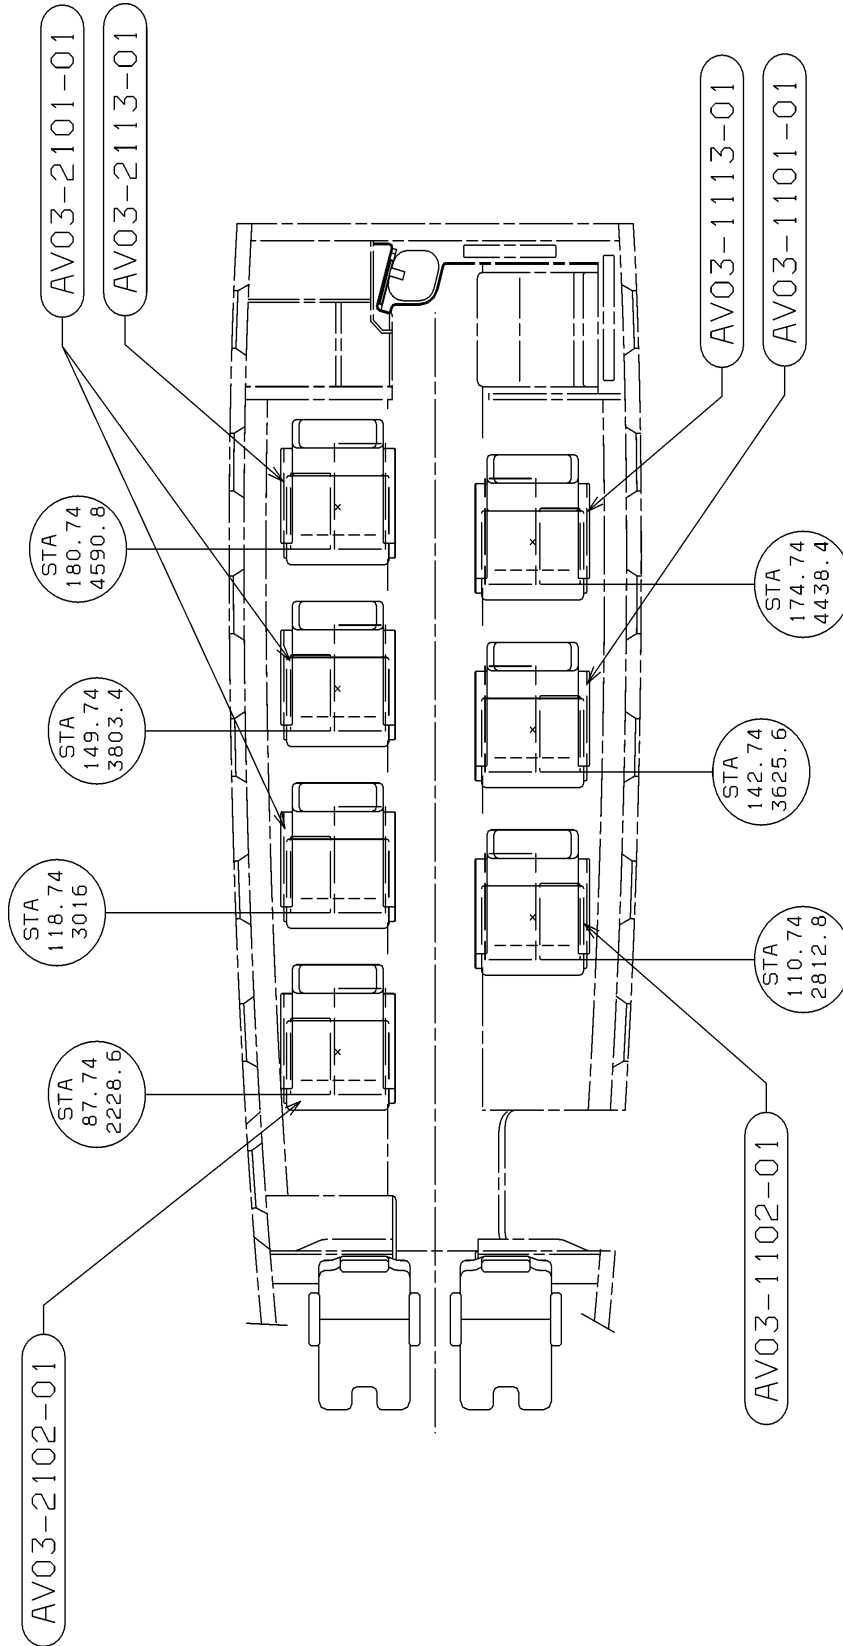 AV03-2101-01
AV03-2113-01
AV03-1113-01
AV03-1101-01
STA
180.74
4590.8
STA
174.74
4438.4
STA
149.74
3803.4
STA
142.74
3625.6
STA
118.74
3016
STA
110.74
2812.8
STA
87.74
2228.6
AV03-2102-01
AV03-1102-01